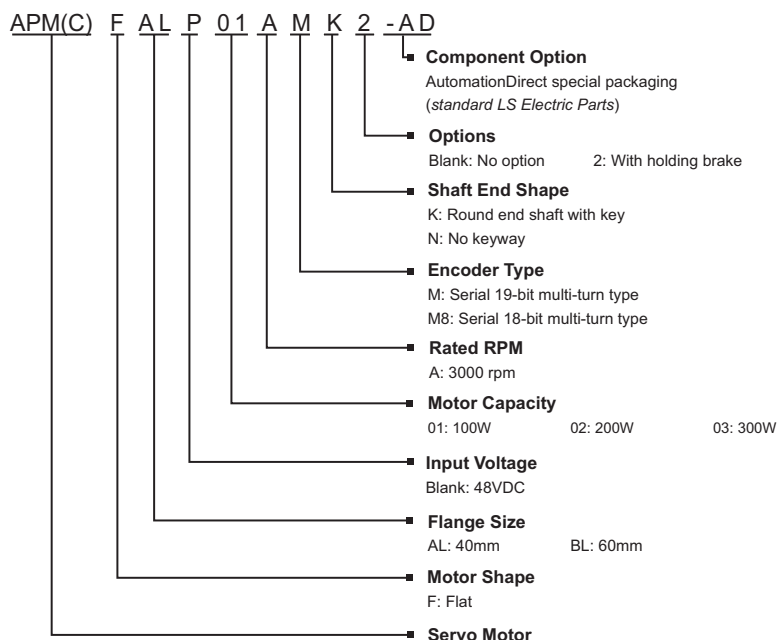 APM(C) F AL P 01 A M K 2 -AD
Component Option
AutomationDirect special packaging
(standard LS Electric Parts)
Options
Blank: No option 2: With holding brake
Shaft End Shape
K: Round end shaft with key
N: No keyway
Encoder Type
M: Serial 19-bit multi-turn type
M8: Serial 18-bit multi-turn type
Rated RPM
A: 3000 rpm
Motor Capacity
01: 100W 02: 200W 03: 300W
Input Voltage
Blank: 48VDC
Flange Size
AL: 40mm BL: 60mm
Motor Shape
F: Flat
Servo Motor